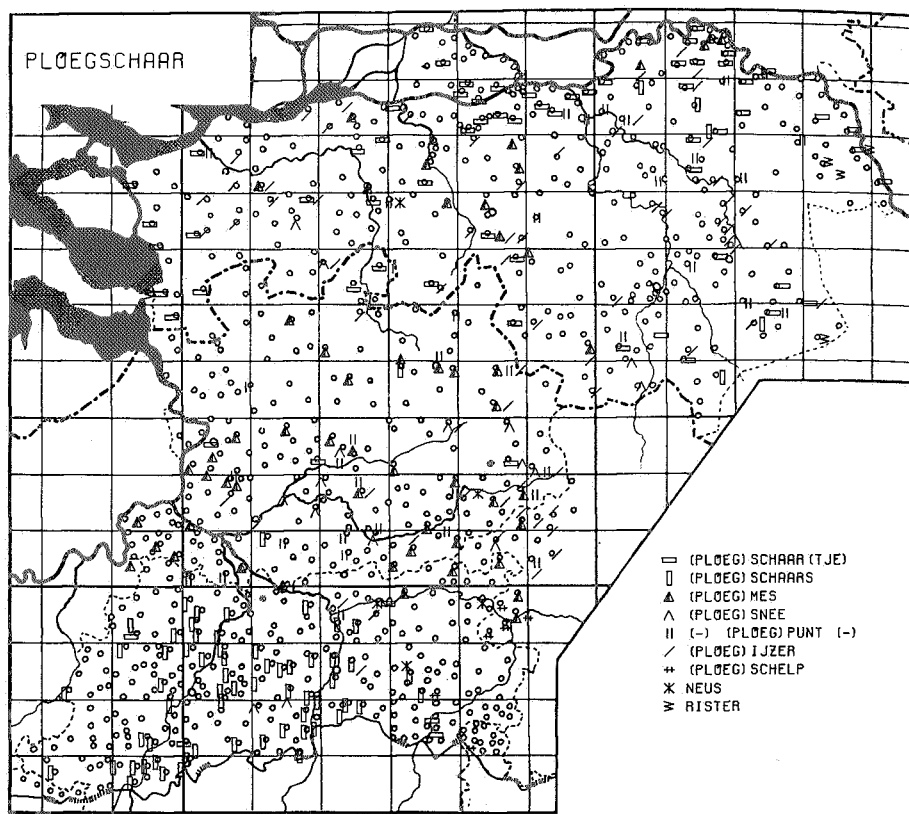 PLOEGSCHAAR
(PLOEG) SCHAAR (TJE)
(PLOEG) SCHAARS
(PLOEG) MES
(PLOEG) SNEE
(-) (PLOEG) PUNT (-)
(PLOEG) IJZER
(PLOEG) SCHELP
NEUS
RISTER